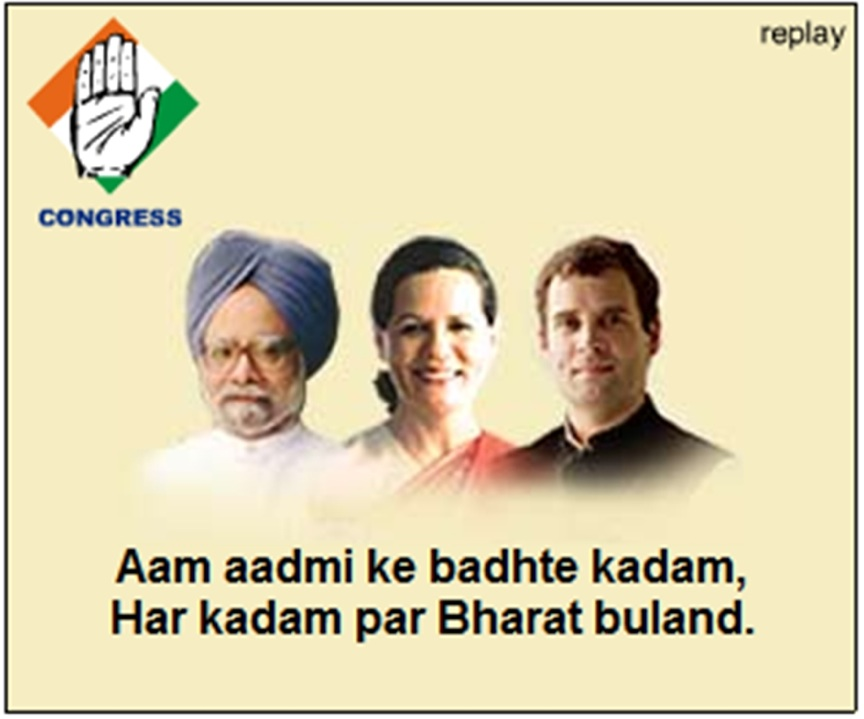 replay
CONGRESS
Aam aadmi ke badhte kadam,
Har kadam par Bharat buland.